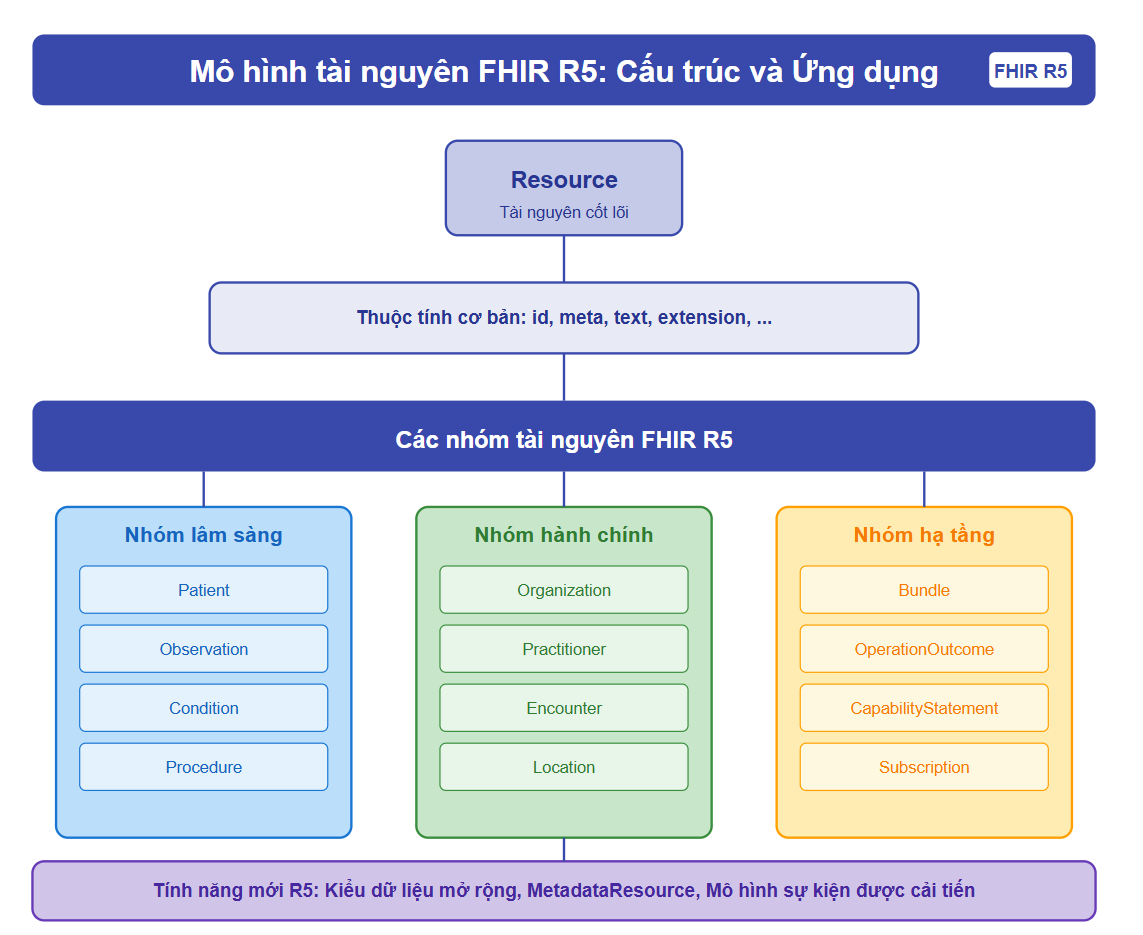 Mô hình tài nguyên FHIR R5: Cấu trúc và Ứng dụng
FHIR R5
Resource
Tài nguyên cốt lõi
Thuộc tính cơ bản: id, meta, text, extension, ...
Các nhóm tài nguyên FHIR R5
Nhóm lâm sàng
Patient
Observation
Condition
Procedure
Nhóm hành chính
Organization
Practitioner
Encounter
Location
Nhóm hạ tầng
Bundle
OperationOutcome
CapabilityStatement
Subscription
Tính năng mới R5: Kiểu dữ liệu mở rộng, MetadataResource, Mô hình sự kiện được cải tiến